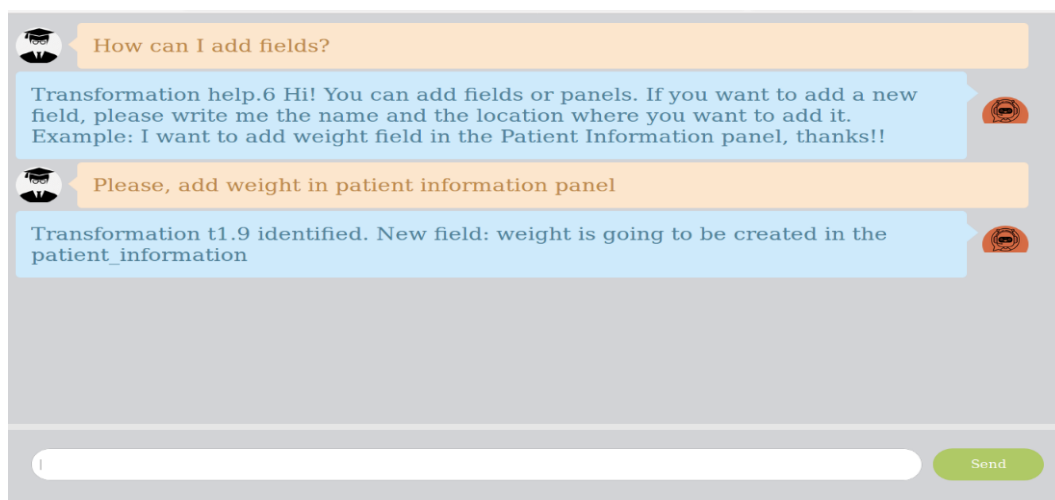 How can I add fields?
Transformation help.6 Hi! You can add fields or panels. If you want to add a new
field, please write me the name and the location where you want to add it.
Example: I want to add weight field in the Patient Information panel, thanks!!
Please, add weight in patient information panel
Transformation t1.9 identified. New field: weight is going to be created in the
patient_information
Send